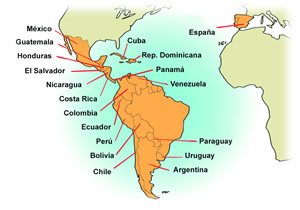 México
Guatemala
Honduras
El Salvador
Nicaragua
Costa Rica
Colombia
Ecuador
Perú
Bolivia
Chile
Cuba
Rep. Dominicana
Panamá
Venezuela
Paraguay
Uruguay
Argentina
España